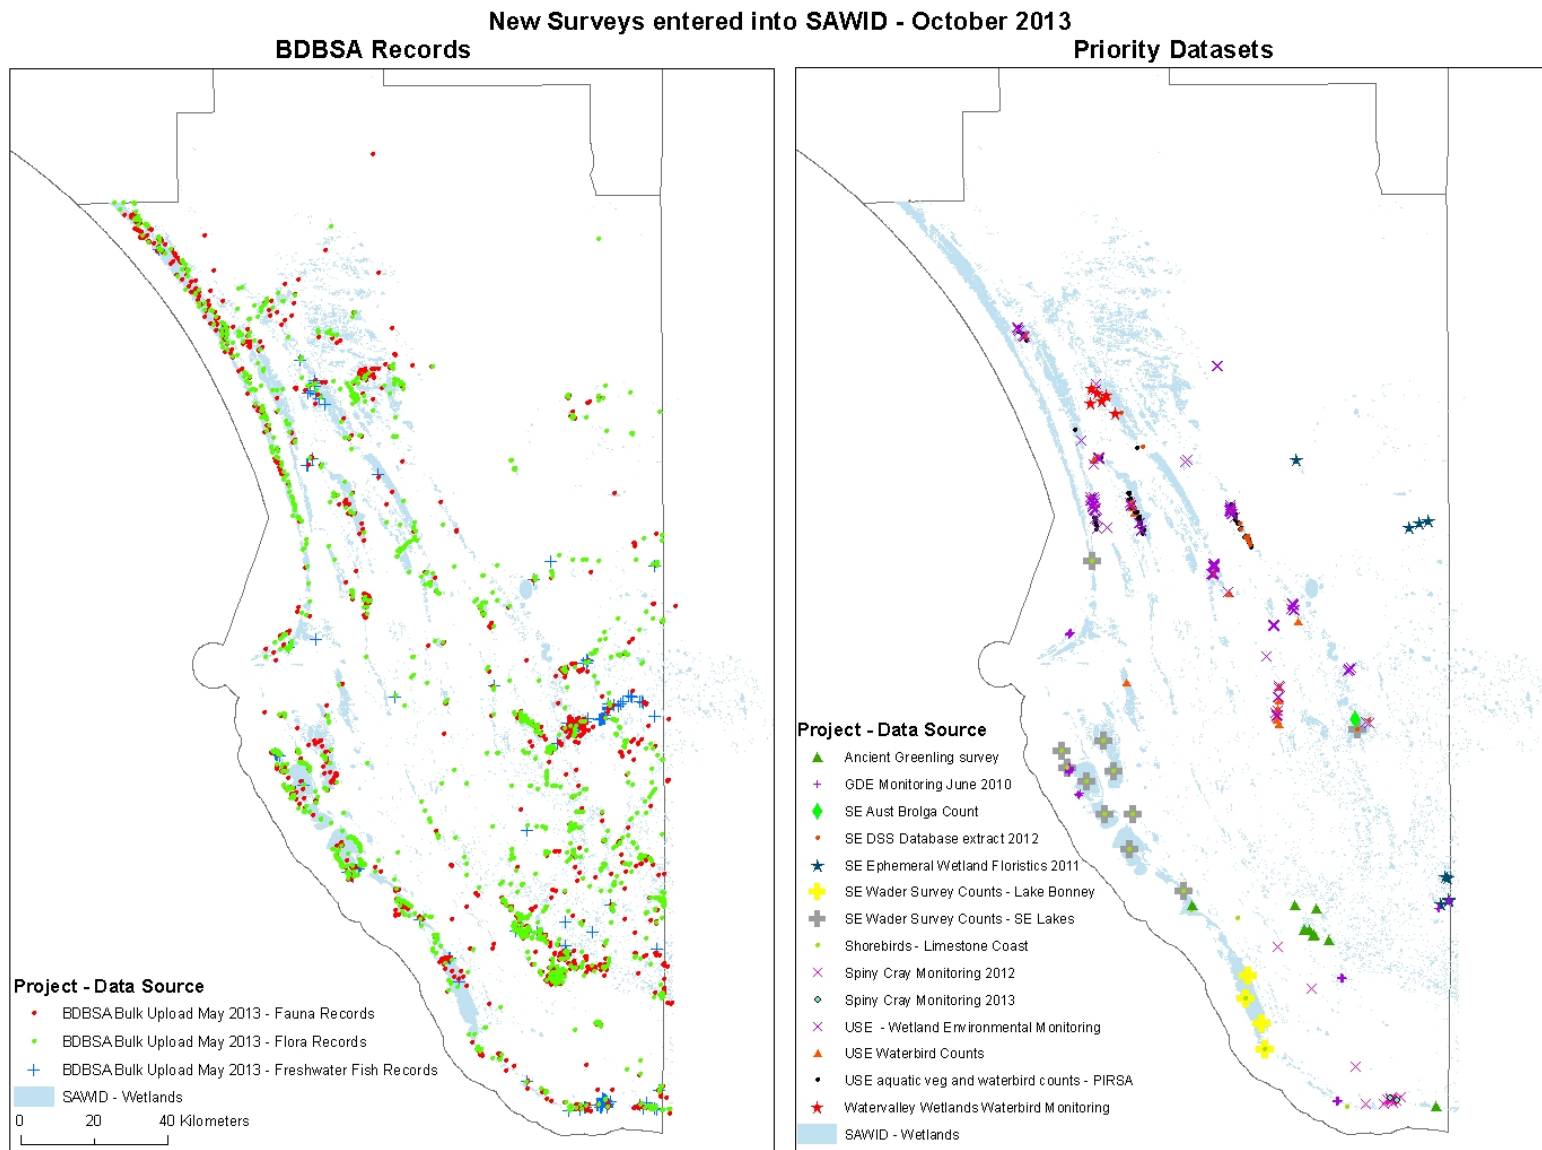 New Surveys entered into SAWID - October 2013
BDBSA Records
Priority Datasets
Project - Data Source
BDBSA Bulk Upload May 2013 - Fauna Records
BDBSA Bulk Upload May 2013 - Flora Records
BDBSA Bulk Upload May 2013 - Freshwater Fish Records
SAWID - Wetlands
0 20 40 Kilometers
Project - Data Source
Ancient Greenling survey
GDE Monitoring June 2010
SE Aust Brolga Count
SE DSS Database extract 2012
SE Ephemeral Wetland Floristics 2011
SE Wader Survey Counts - Lake Bonney
SE Wader Survey Counts - SE Lakes
Shorebirds - Limestone Coast
Spiny Cray Monitoring 2012
Spiny Cray Monitoring 2013
USE - Wetland Environmental Monitoring
USE Waterbird Counts
USE aquatic veg and waterbird counts - PIRSA
Watervalley Wetlands Waterbird Monitoring
SAWID - Wetlands